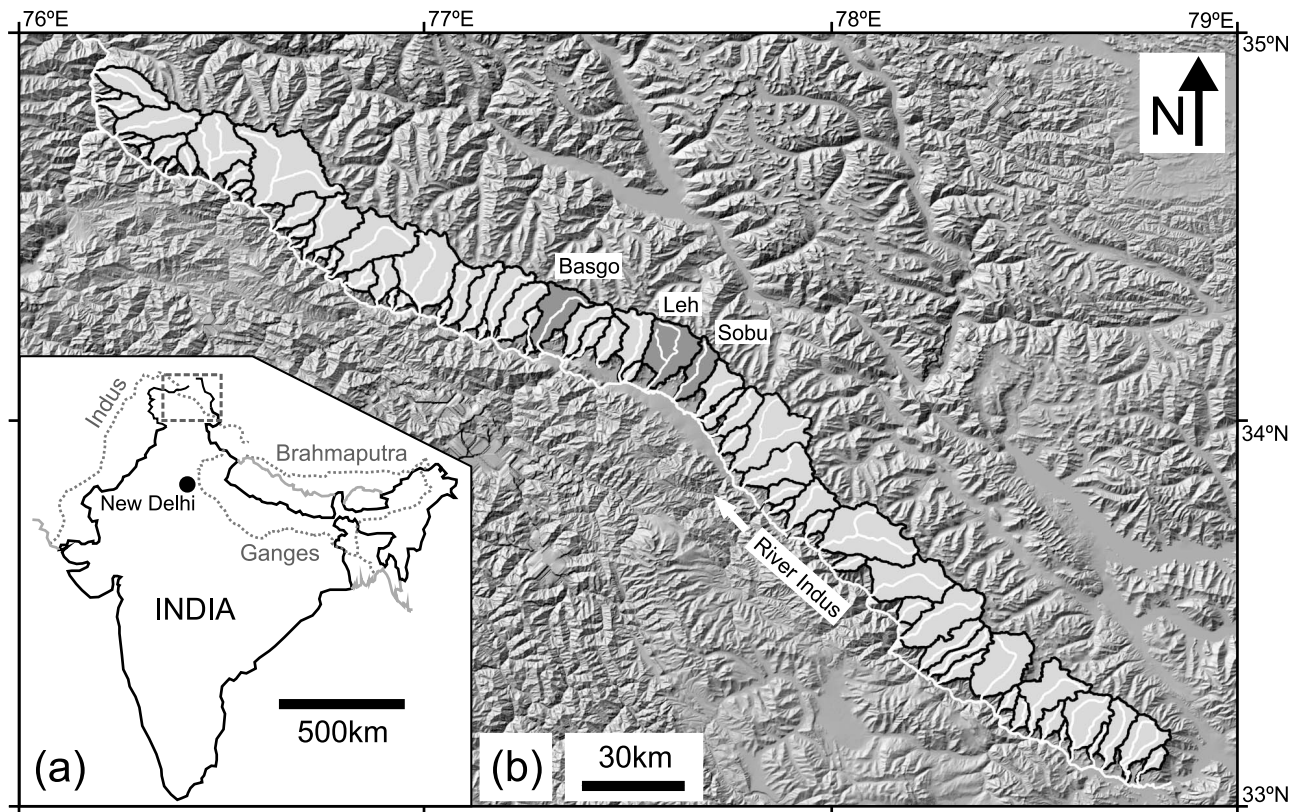 76ºE
77ºE
78ºE
79ºE
35ºN
N
Basgo
Leh
Sobu
34ºN
Indus
Brahmaputra
New Delhi
Ganges
River Indus
INDIA
500km
30km
(a)
(b)
33ºN